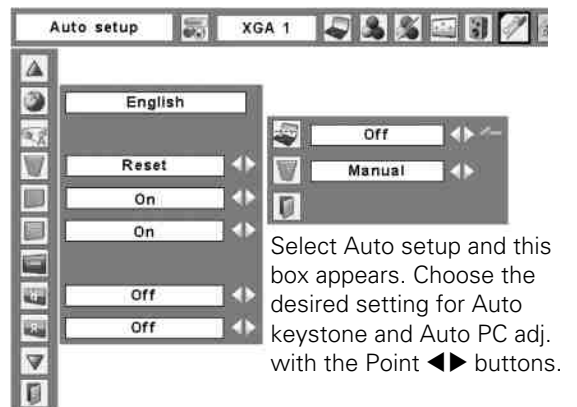 Auto setup
XGA 1
English
Off
Reset
Manual
On
On
Select Auto setup and this
box appears. Choose the
desired setting for Auto
keystone and Auto PC adj.
with the Point ◀▶ buttons.
Off
Off